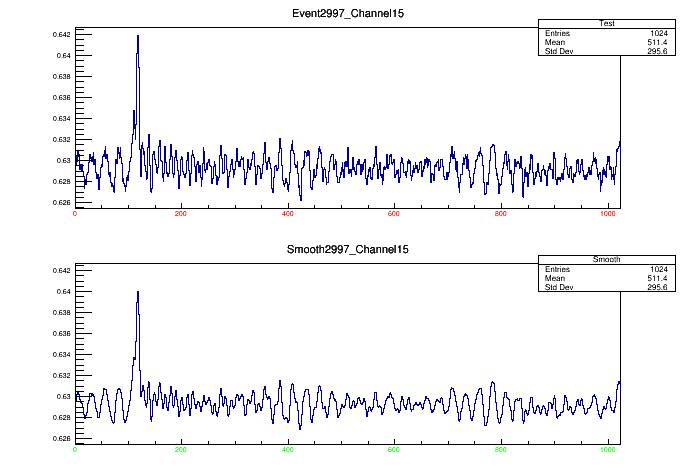 Event2997_Channel15
Test
Entries 1024
Mean 511.4
Std Dev 295.6
0.642
0.64
0.638
0.636
0.634
0.632
0.63
0.628
0.626
0 200 400 600 800 1000
Smooth2997_Channel15
Smooth
Entries 1024
Mean 511.4
Std Dev 295.6
0.642
0.64
0.638
0.636
0.634
0.632
0.63
0.628
0.626
0 200 400 600 800 1000